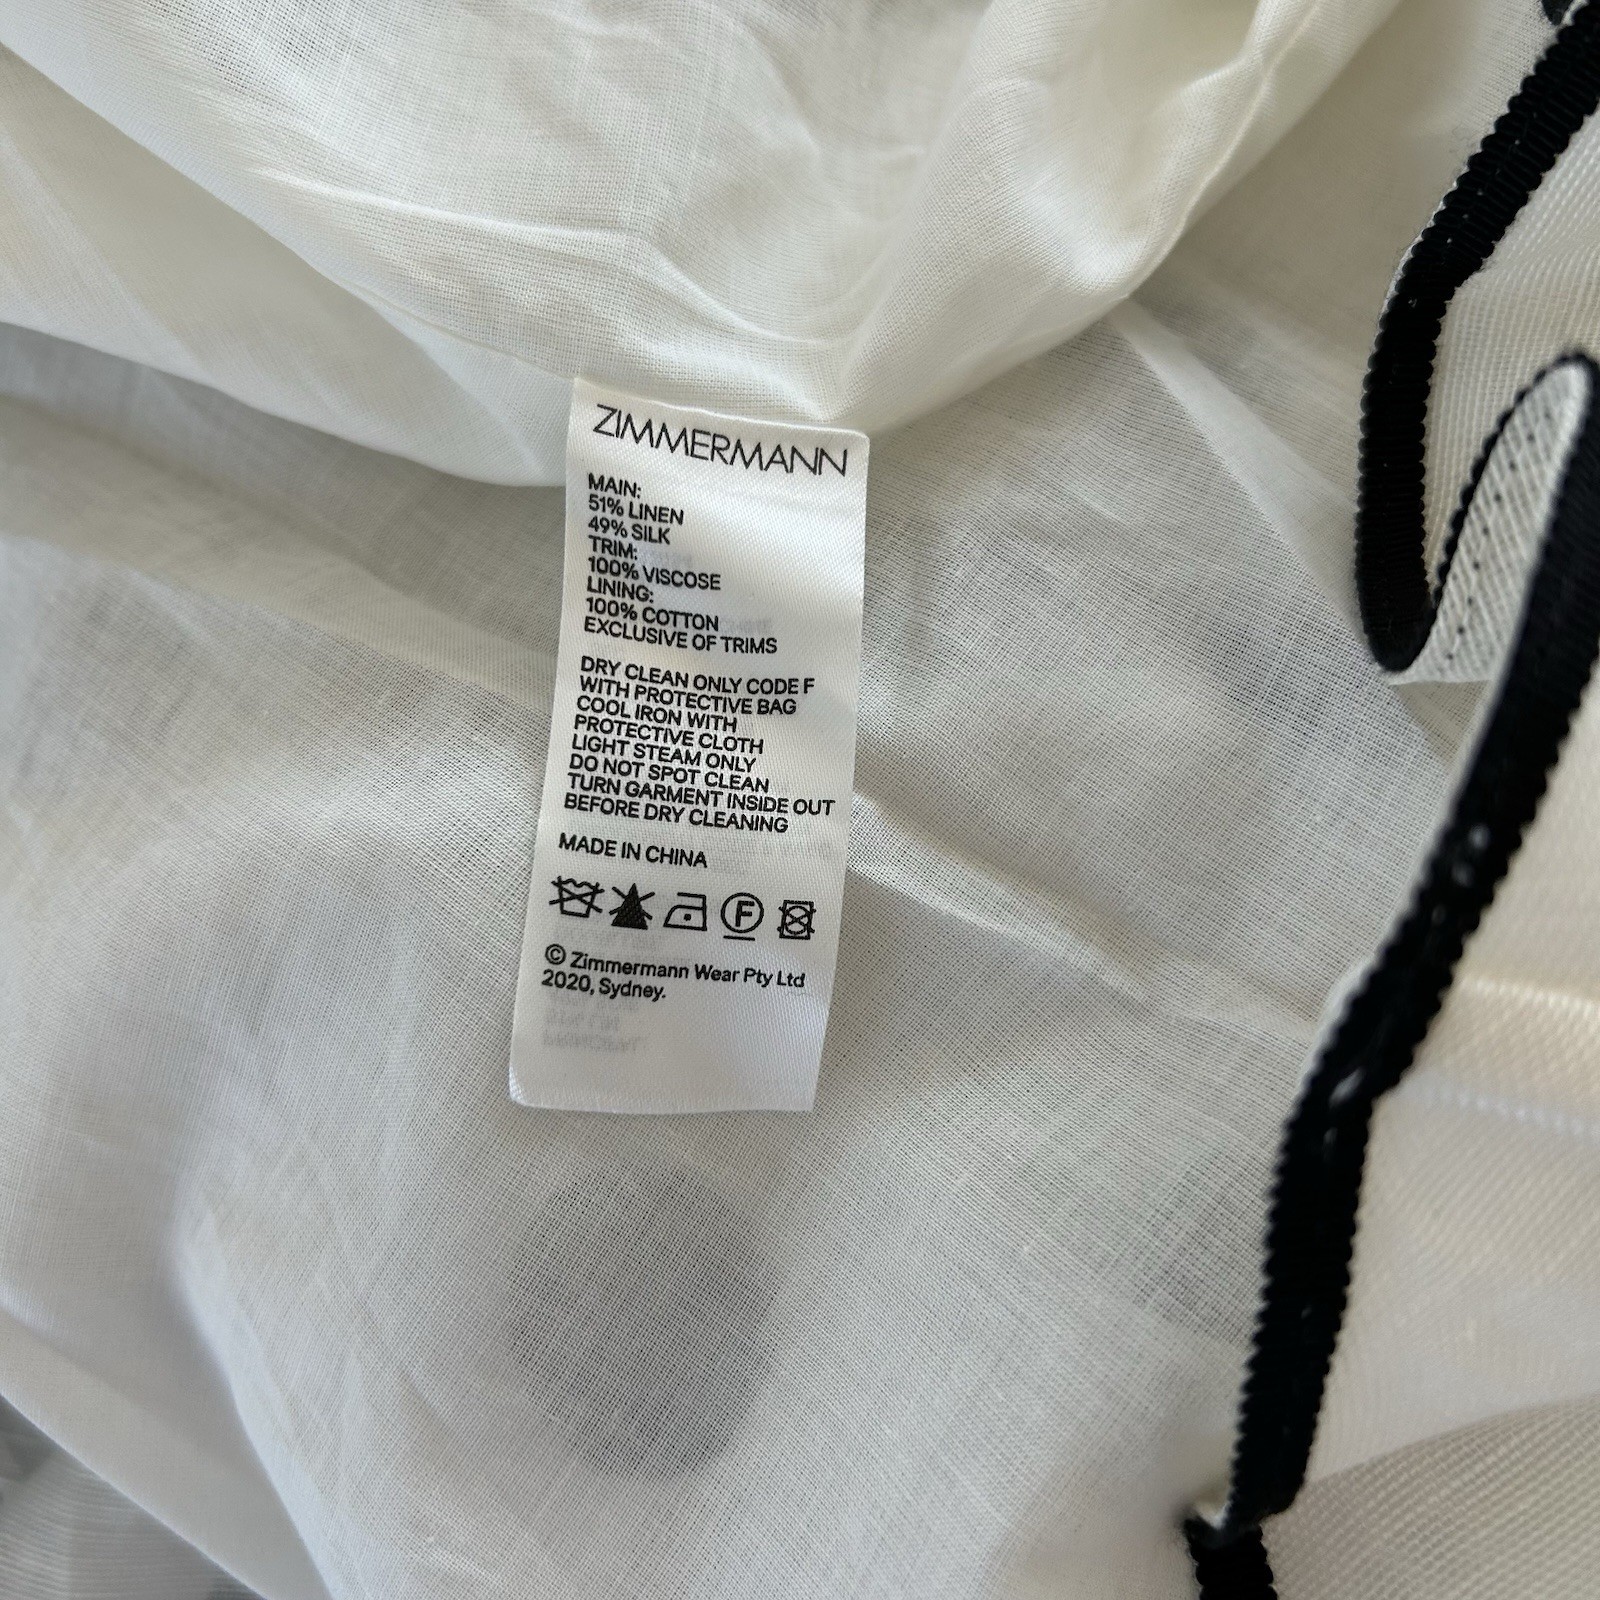 ZIMMERMANN
MAIN:
51% LINEN
49% SILK
TRIM:
100% VISCOSE
LINING:
100% COTTON
EXCLUSIVE OF TRIMS
DRY CLEAN ONLY CODE F
WITH PROTECTIVE BAG
COOL IRON WITH
PROTECTIVE CLOTH
LIGHT STEAM ONLY
DO NOT SPOT CLEAN
TURN GARMENT INSIDE OUT
BEFORE DRY CLEANING
MADE IN CHINA
F
© Zimmermann Wear Pty Ltd
2020, Sydney.